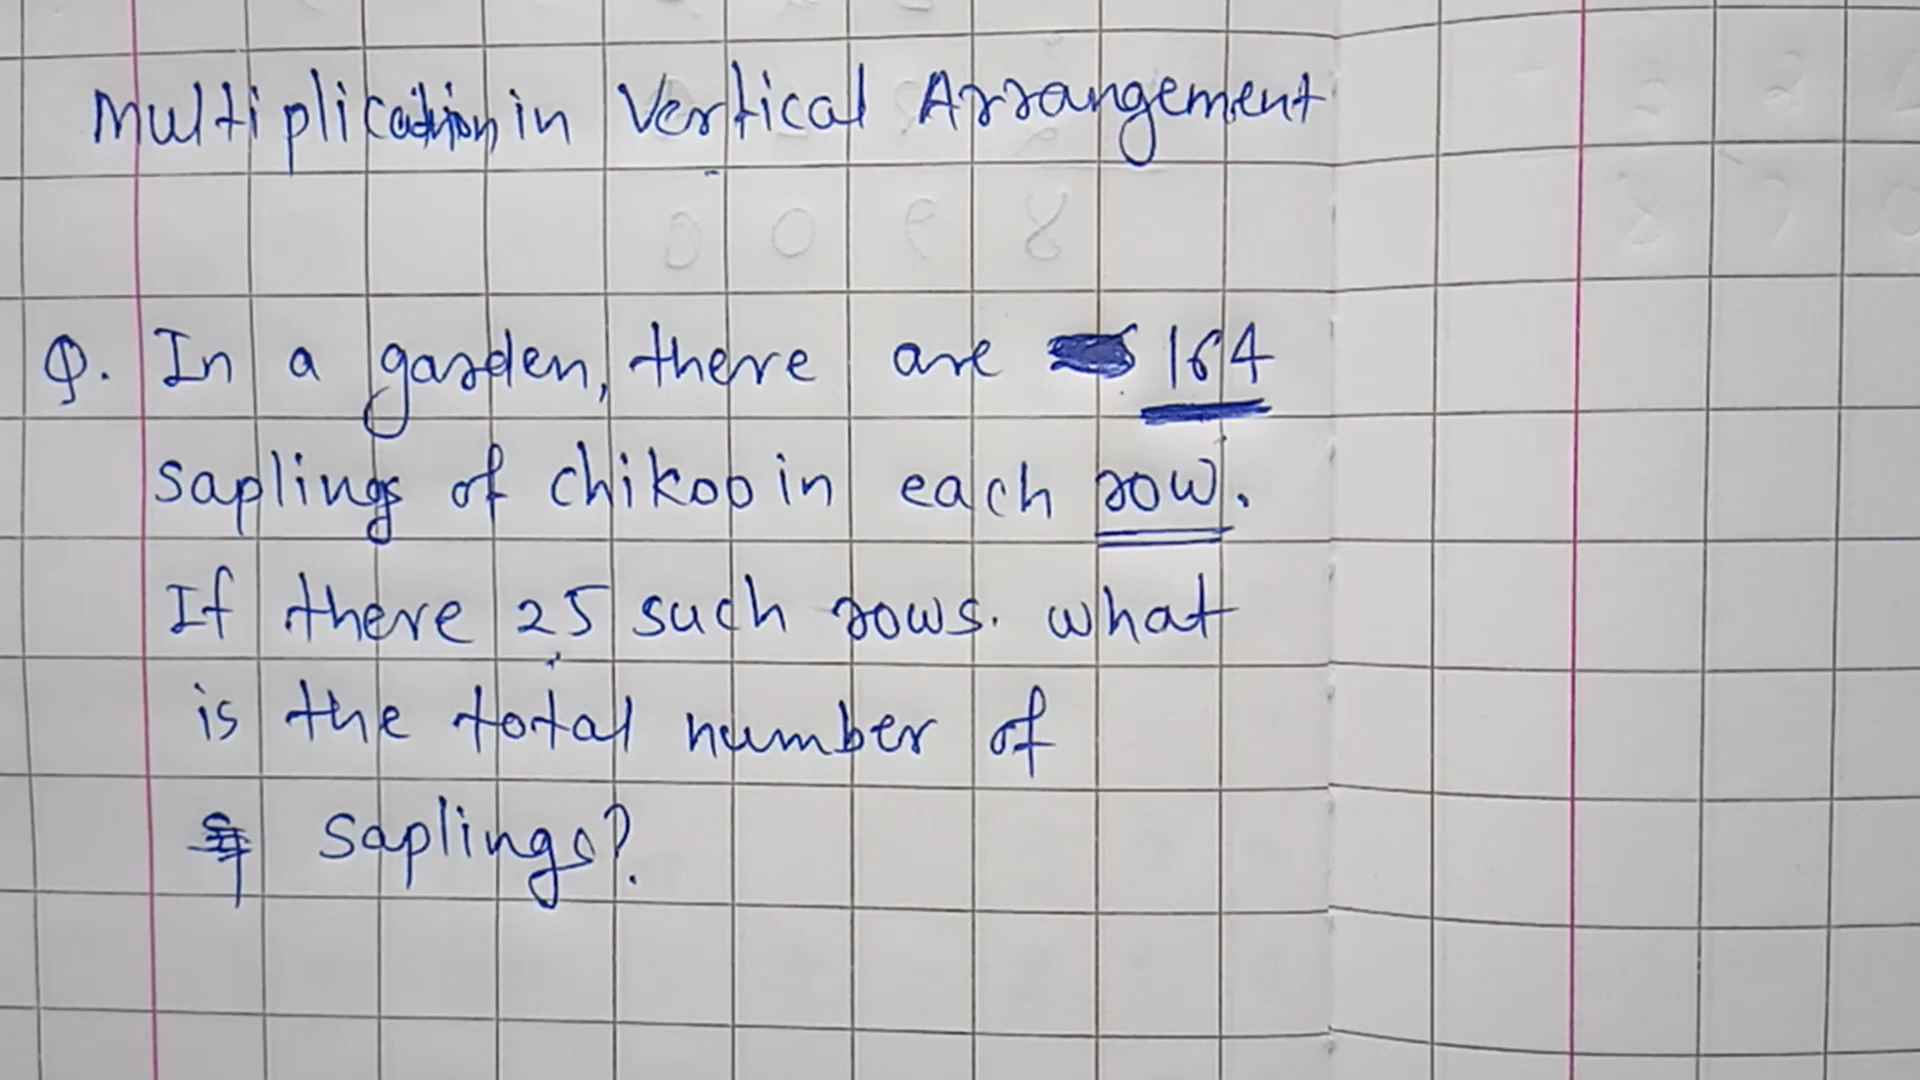 Multiplication in Vertical Arrangement
Q. In a garden, there are 164
saplings of chikoo in each row.
If there 25 such rows. what
is the total number of
saplings?